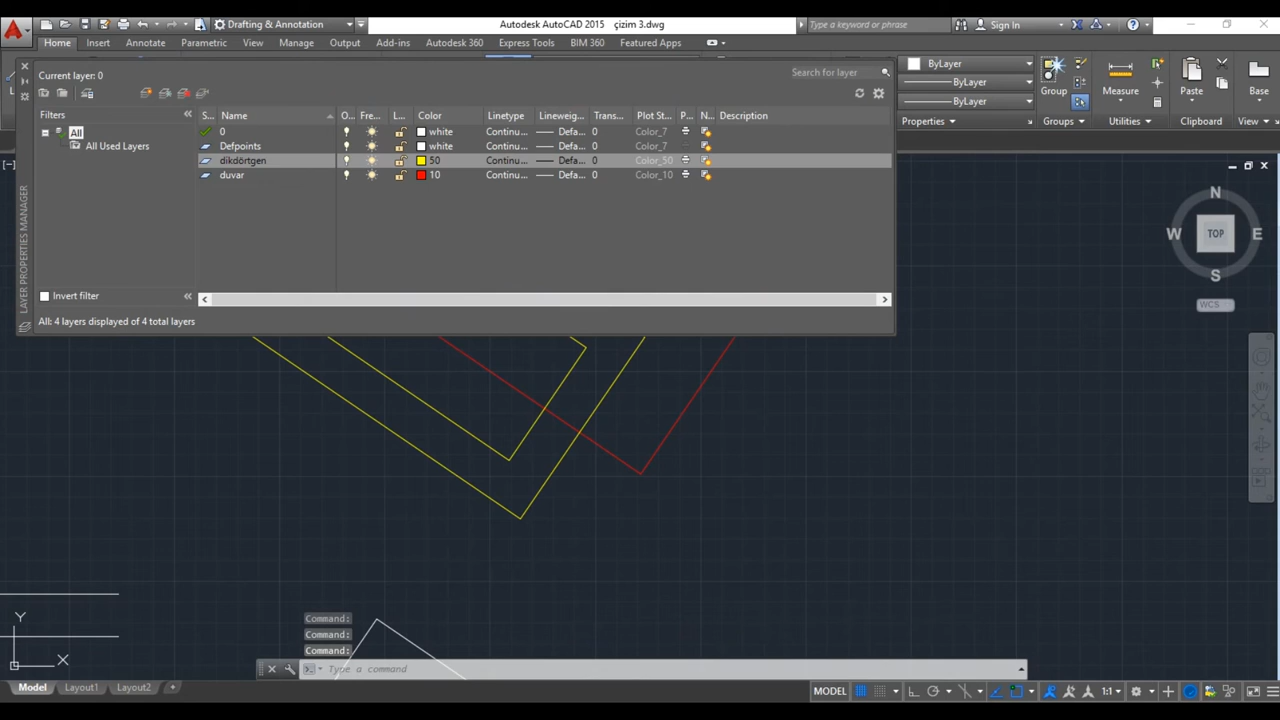 Drafting & Annotation
Autodesk AutoCAD 2015 çizim 3.dwg
Type a keyword or phrase
Sign In
Home Insert Annotate Parametric View Manage Output Add-ins Autodesk 360 Express Tools BIM 360 Featured Apps
Current layer: 0
Search for layer
Filters
S... Name O. Fre... L... Color Linetype Lineweig... Trans... Plot St... P... N.. Description
All
All Used Layers
0 white Continu... Defa... 0 Color_7
Defpoints white Continu... Defa... 0 Color_7
dikdörtgen 50 Continu... Defa... 0 Color_50
duvar 10 Continu... Defa... 0 Color_10
Invert filter
All: 4 layers displayed of 4 total layers
LAYER PROPERTIES MANAGER
ByLayer
ByLayer
ByLayer
Properties
Group
Groups
Measure
Utilities
Paste
Clipboard
Base
[–]
N
W TOP E
S
WCS
Y
X
Command:
Command:
Command:
Type a command
Model Layout1 Layout2 +
MODEL
1:1